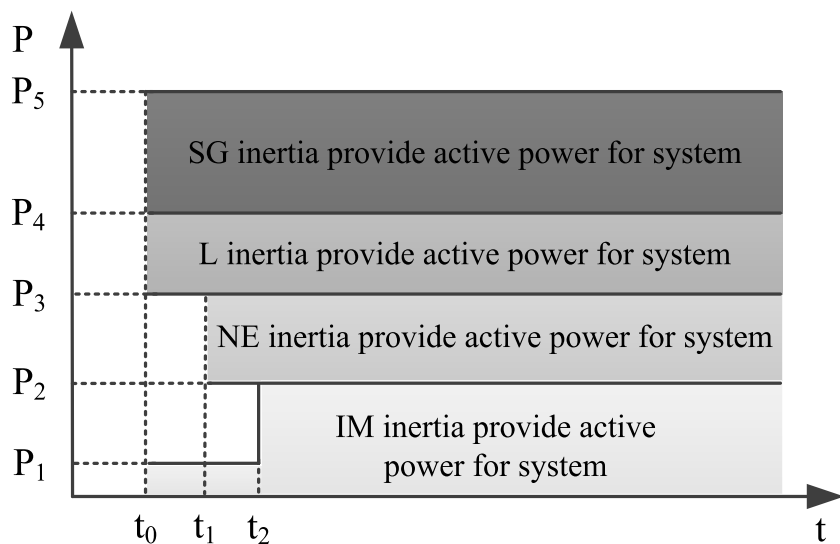 P
P5
SG inertia provide active power for system
P4
L inertia provide active power for system
P3
NE inertia provide active power for system
P2
IM inertia provide active
power for system
P1
t0 t1 t2 t